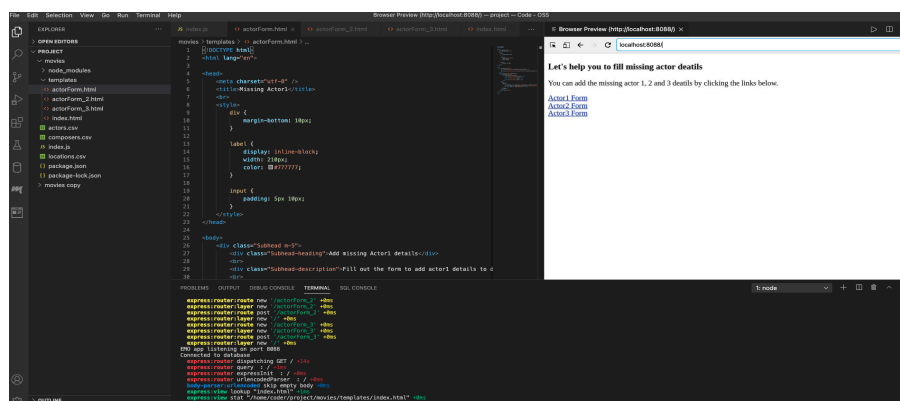 File Edit Selection View Go Run Terminal Help
Browser Preview (http://localhost:8088/) — project — Code - OSS
EXPLORER
OPEN EDITORS
PROJECT
movies
node_modules
templates
actorForm.html
actorForm_2.html
actorForm_3.html
index.html
actors.csv
composers.csv
JS index.js
locations.csv
{} package.json
{} package-lock.json
movies copy
OUTLINE
JS index.js
actorForm.html ×
actorForm_2.html
actorForm_3.html
index.html
movies > templates > actorForm.html > ...
1 <!DOCTYPE html>
2 <html lang="en">
3
4 <head>
5 <meta charset="utf-8" />
6 <title>Missing Actor1</title>
7 <br>
8 <style>
9 div {
10 margin-bottom: 10px;
11 }
12
13 label {
14 display: inline-block;
15 width: 210px;
16 color: #777777;
17 }
18
19 input {
20 padding: 5px 10px;
21 }
22 </style>
23 </head>
24
25 <body>
26 <div class="Subhead m-5">
27 <div class="Subhead-heading">Add missing Actor1 details</div>
28 <br>
29 <div class="Subhead-description">Fill out the form to add actor1 details to d
30 <br>
Browser Preview (http://localhost:8088/) ×
localhost:8088/
Let's help you to fill missing actor deatils
You can add the missing actor 1, 2 and 3 deatils by clicking the links below.
Actor1 Form
Actor2 Form
Actor3 Form
PROBLEMS OUTPUT DEBUG CONSOLE TERMINAL SQL CONSOLE
1: node
express:router:route new '/actorForm_2' +0ms
express:router:layer new '/actorForm_2' +0ms
express:router:route post '/actorForm_2' +0ms
express:router:layer new '/' +0ms
express:router:route new '/actorForm_3' +0ms
express:router:layer new '/actorForm_3' +0ms
express:router:route post '/actorForm_3' +0ms
express:router:layer new '/' +0ms
EMO app listening on port 8088
Connected to database
express:router dispatching GET / +14s
express:router query : / +1ms
express:router expressInit : / +0ms
express:router urlencodedParser : / +0ms
body-parser:urlencoded skip empty body +0ms
express:view lookup "index.html" +1ms
express:view stat "/home/coder/project/movies/templates/index.html" +0ms